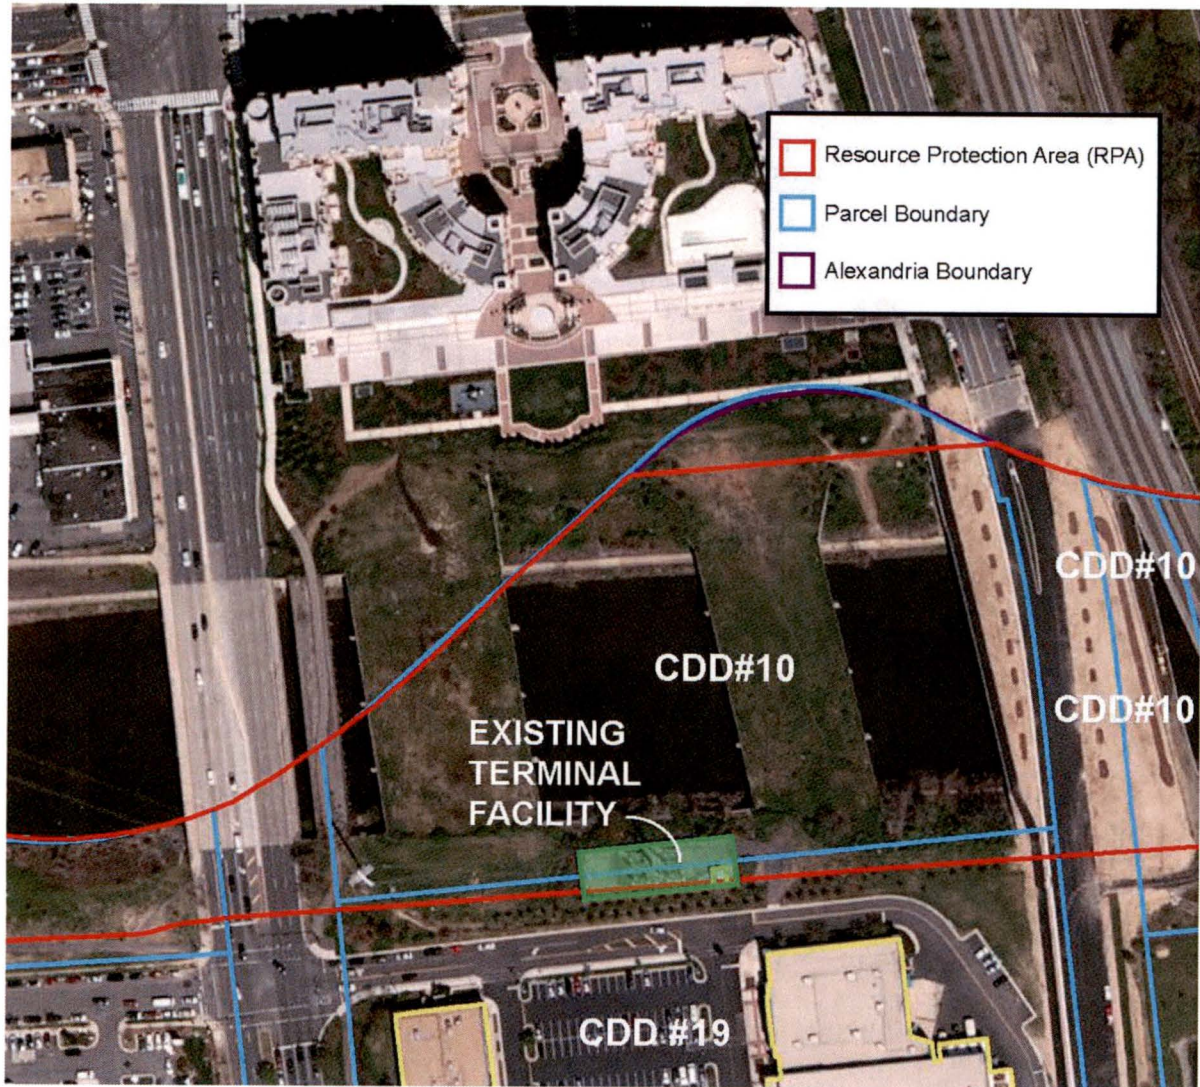 Resource Protection Area (RPA)
Parcel Boundary
Alexandria Boundary
CDD#10
CDD#10
CDD#10
EXISTING
TERMINAL
FACILITY
CDD #19